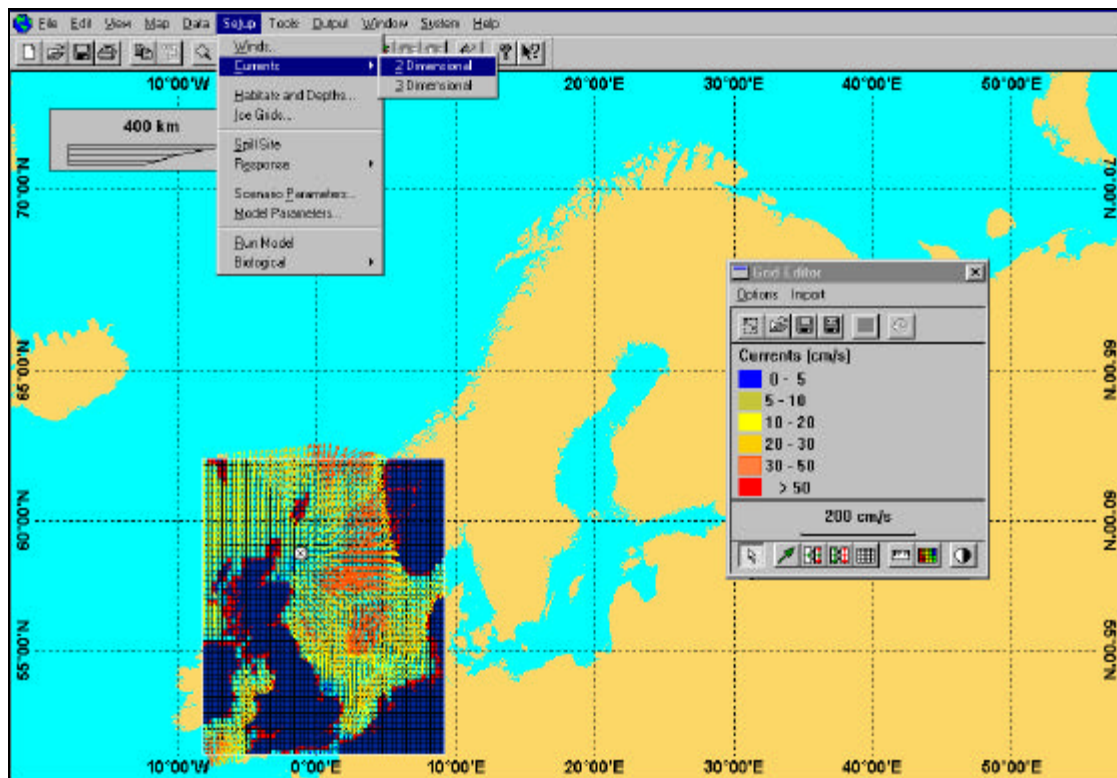 File Edit View Map Data Setup Tools Output Window System Help
Winds...
Currents
2 Dimensional
3 Dimensional
Habitats and Depths...
Ice Grids...
Spill Site
Response
Scenario Parameters...
Model Parameters...
Run Model
Biological
10°00'W 20°00'E 30°00'E 40°00'E 50°00'E
400 km
70°00'N
70°00'N
65°00'N
65°00'N
60°00'N
60°00'N
55°00'N
55°00'N
Grid Editor
Options Import
Currents (cm/s)
0 - 5
5 - 10
10 - 20
20 - 30
30 - 50
> 50
200 cm/s
10°00'W 0°00'E 10°00'E 20°00'E 30°00'E 40°00'E 50°00'E